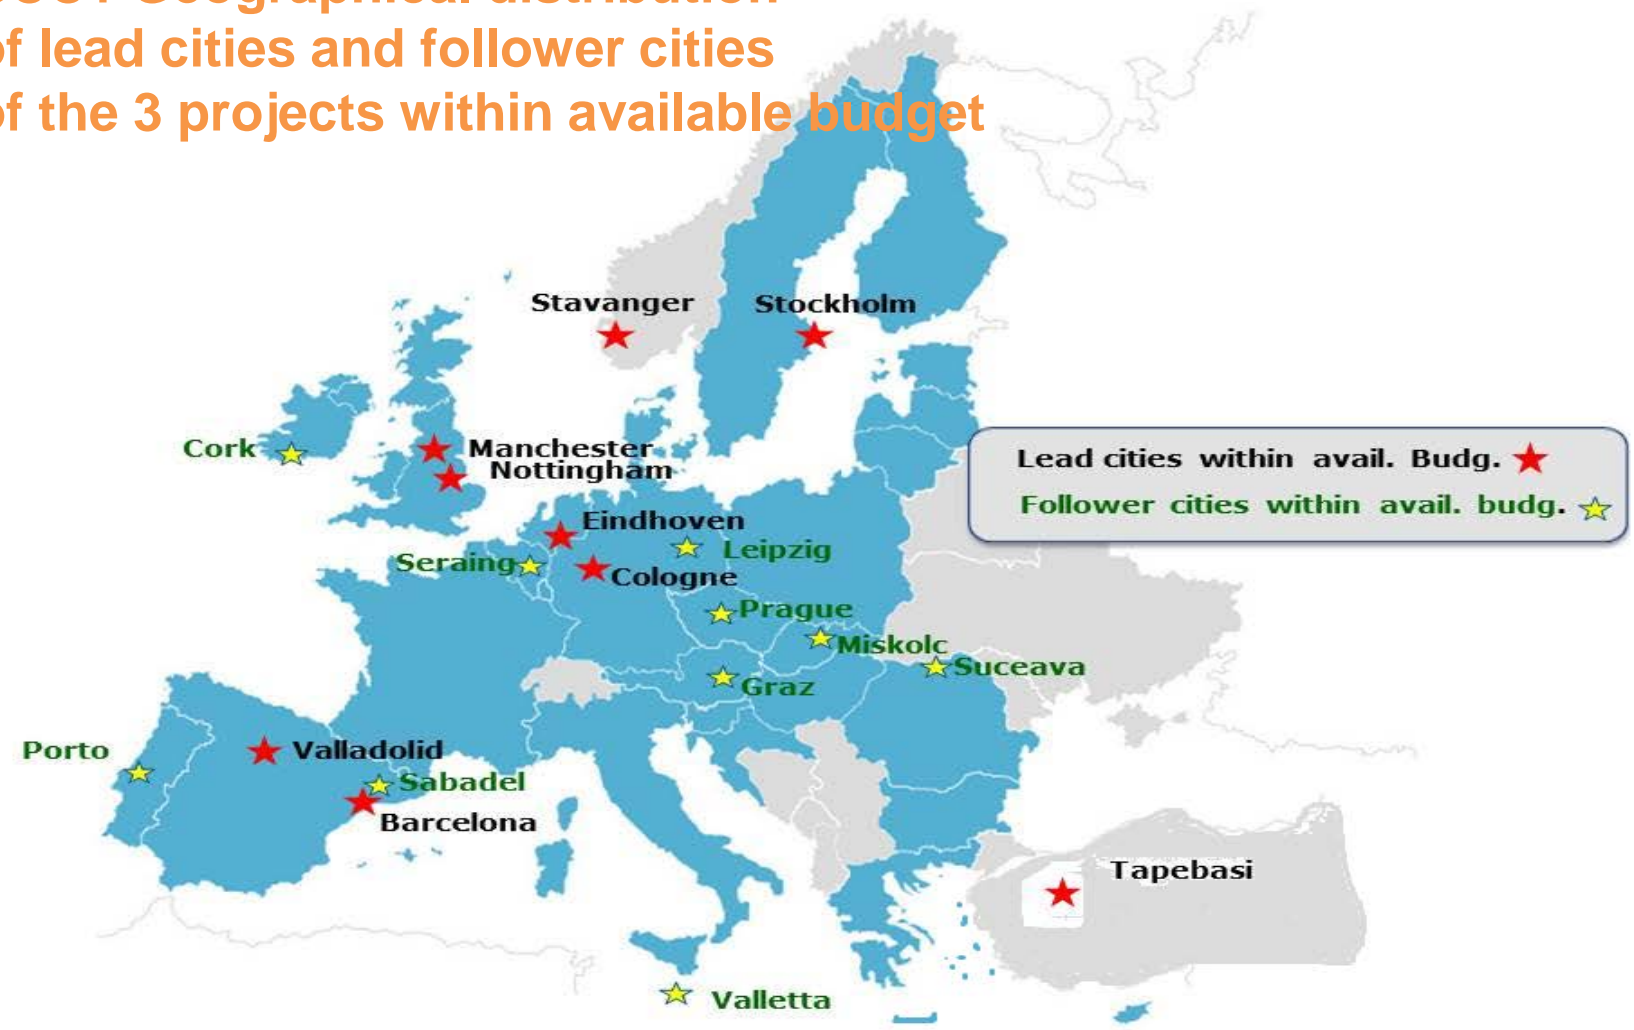 Geographical distribution
of lead cities and follower cities
of the 3 projects within available budget
Stavanger
Stockholm
Cork
Manchester
Nottingham
Lead cities within avail. Budg.
Follower cities within avail. budg.
Eindhoven
Leipzig
Seraing
Cologne
Prague
Miskolc
Suceava
Graz
Porto
Valladolid
Sabadel
Barcelona
Tapebasi
Valletta